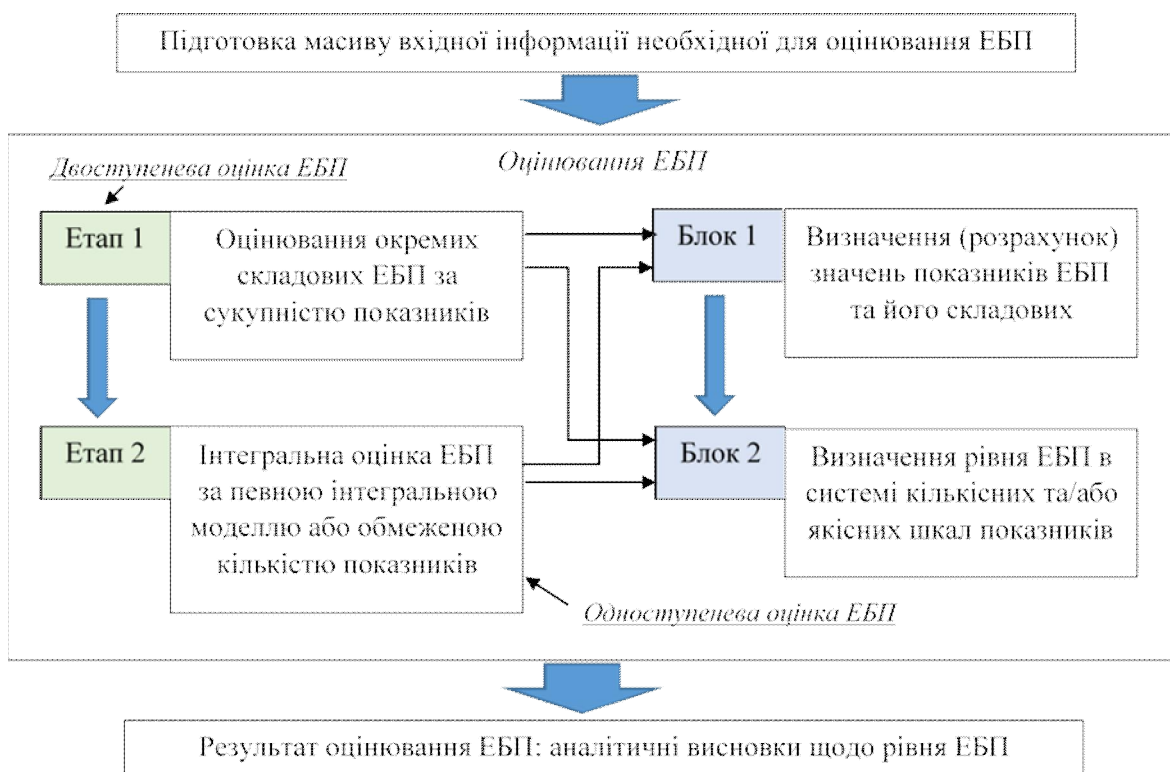 Підготовка масиву вхідної інформації необхідної для оцінювання ЕБП
Оцінювання ЕБП
Двоступенева оцінка ЕБП
Етап 1
Оцінювання окремих
складових ЕБП за
сукупністю показників
Блок 1
Визначення (розрахунок)
значень показників ЕБП
та його складових
Етап 2
Інтегральна оцінка ЕБП
за певною інтегральною
моделлю або обмеженою
кількістю показників
Блок 2
Визначення рівня ЕБП в
системі кількісних та/або
якісних шкал показників
Одноступенева оцінка ЕБП
Результат оцінювання ЕБП: аналітичні висновки щодо рівня ЕБП